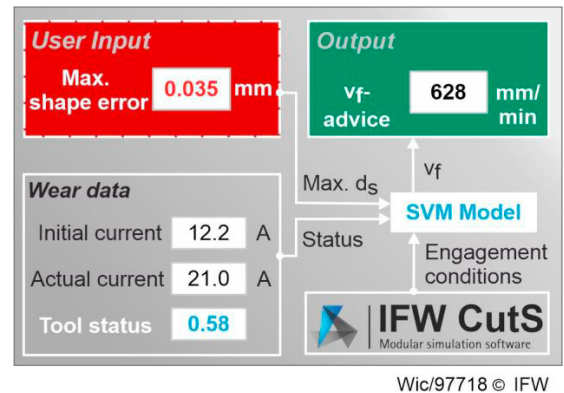 User Input
Max.
shape error 0.035 mm
Output
vf-
advice 628 mm/
min
Wear data
Initial current 12.2 A
Actual current 21.0 A
Tool status 0.58
Max. ds
Status
vf
SVM Model
Engagement
conditions
IFW CutS
Modular simulation software
Wic/97718 © IFW